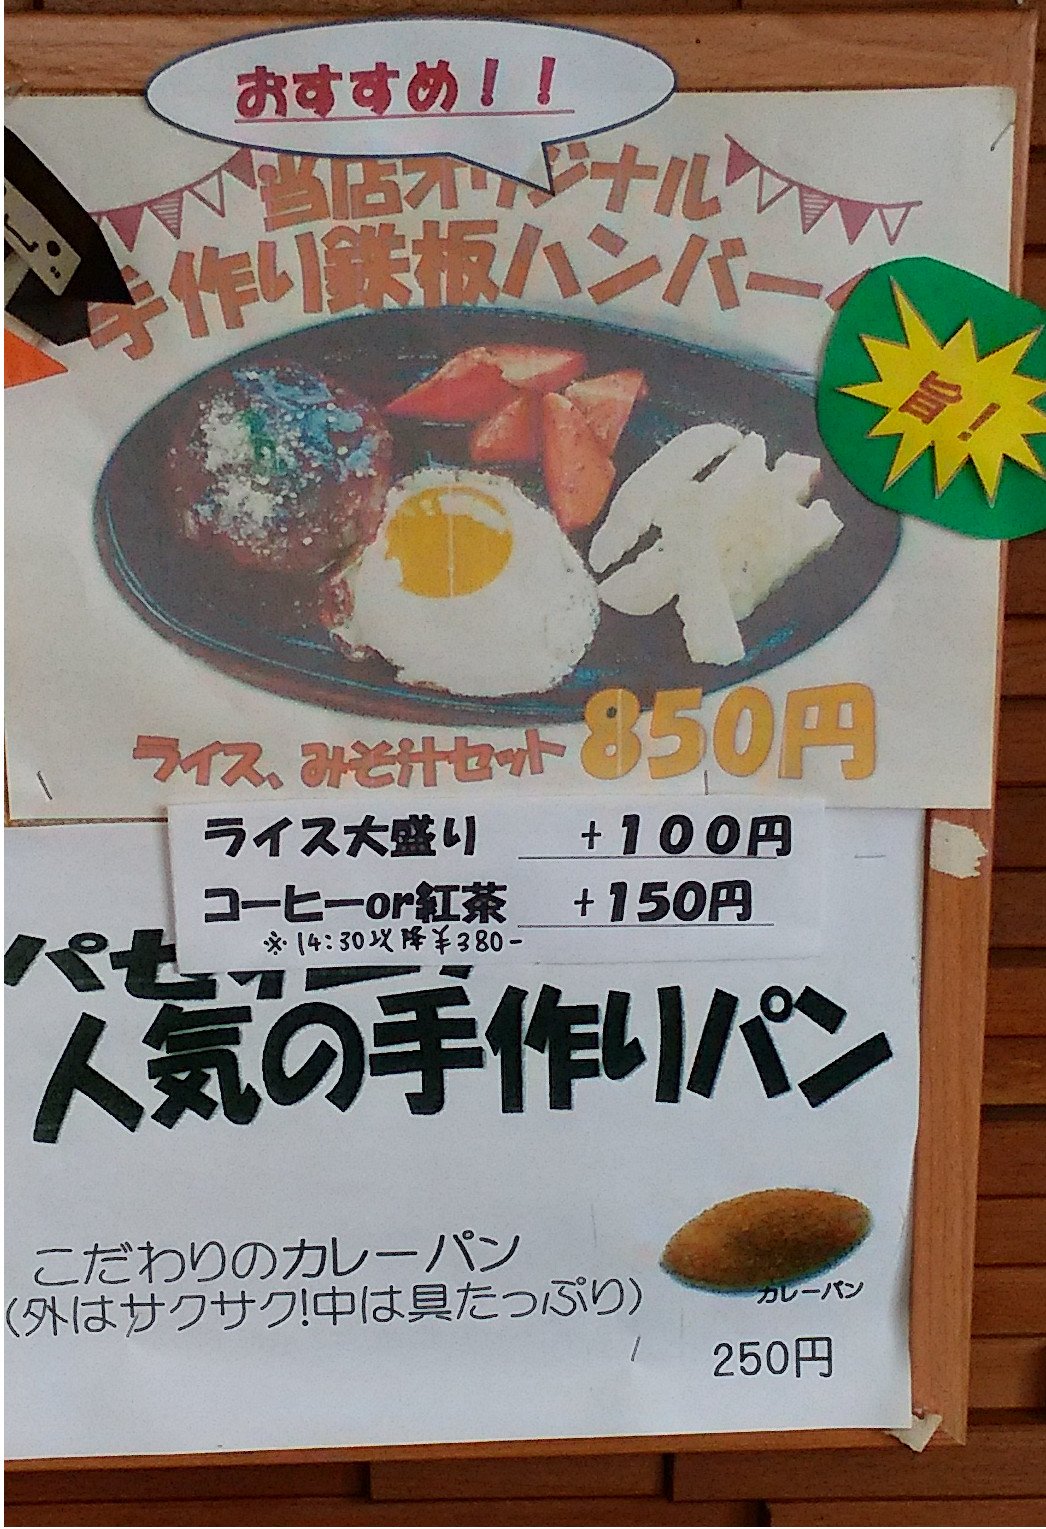 おすすめ！！
当店オリジナル
手作り鉄板ハンバー
旨！
ライス、みそ汁セット 850円
ライス大盛り +100円
コーヒーor紅茶 +150円
※14:30以降¥380-
人気の手作りパン
こだわりのカレーパン
(外はサクサク!中は具たっぷり)
カレーパン
250円